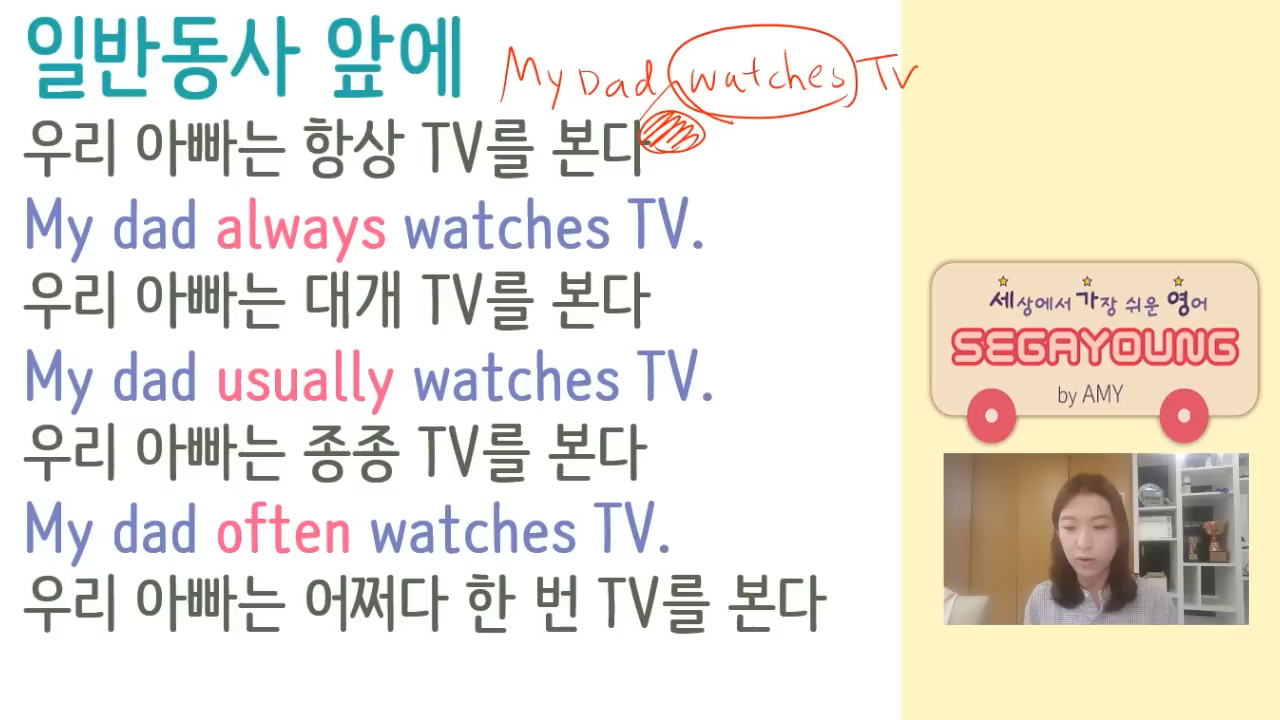 일반동사 앞에
My Dad watches TV
우리 아빠는 항상 TV를 본다
My dad always watches TV.
우리 아빠는 대개 TV를 본다
My dad usually watches TV.
우리 아빠는 종종 TV를 본다
My dad often watches TV.
우리 아빠는 어쩌다 한 번 TV를 본다
세상에서 가장 쉬운 영어
SEGAYOUNG
by AMY